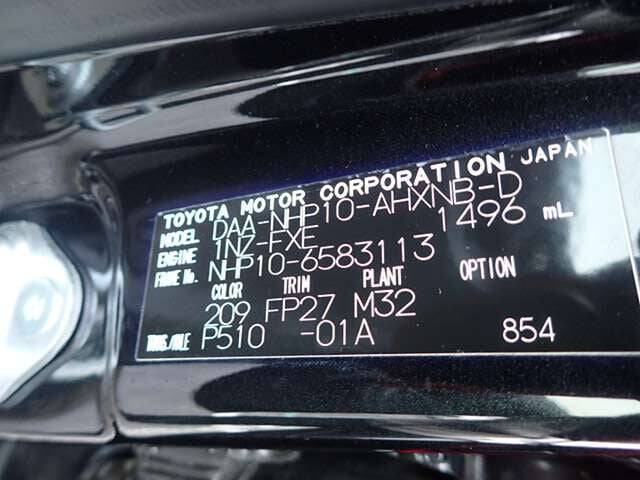 TOYOTA MOTOR CORPORATION JAPAN
MODEL DAA-NHP10-AHXNB-D
ENGINE 1NZ-FXE 1496 mL
FRAME No. NHP10-6583113
COLOR TRIM PLANT OPTION
209 FP27 M32
TRANS./AXLE P510 -01A 854